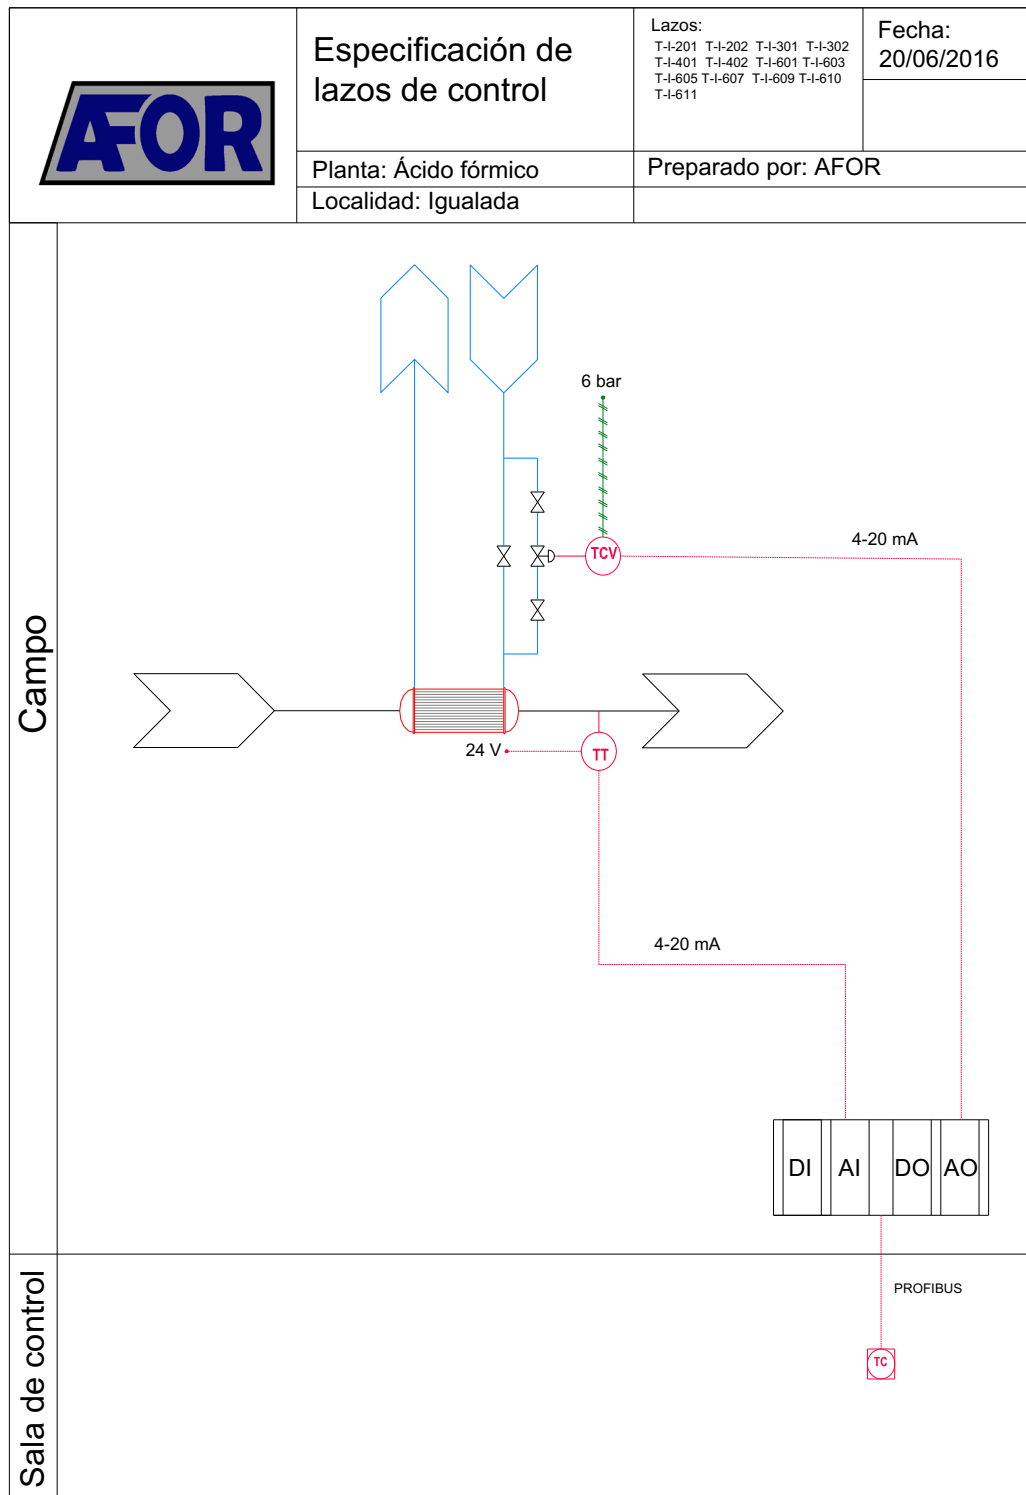 AFOR
Especificación de
lazos de control
Lazos:
T-I-201 T-I-202 T-I-301 T-I-302
T-I-401 T-I-402 T-I-601 T-I-603
T-I-605 T-I-607 T-I-609 T-I-610
T-I-611
Fecha:
20/06/2016
Planta: Ácido fórmico
Preparado por: AFOR
Localidad: Igualada
Campo
6 bar
TCV
4-20 mA
24 V
TT
4-20 mA
DI
AI
DO
AO
Sala de control
PROFIBUS
TC